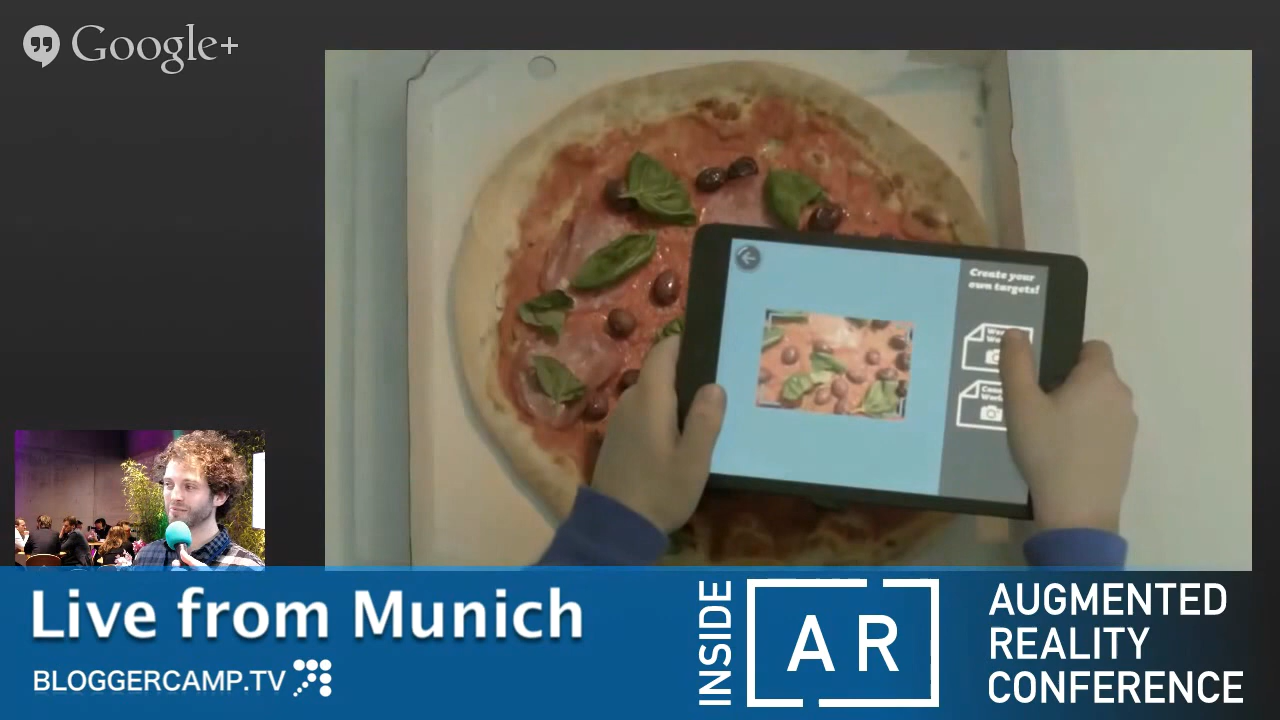 Google+
Create your
own targets!
Live from Munich
BLOGGERCAMP.TV
INSIDE
AR
AUGMENTED
REALITY
CONFERENCE